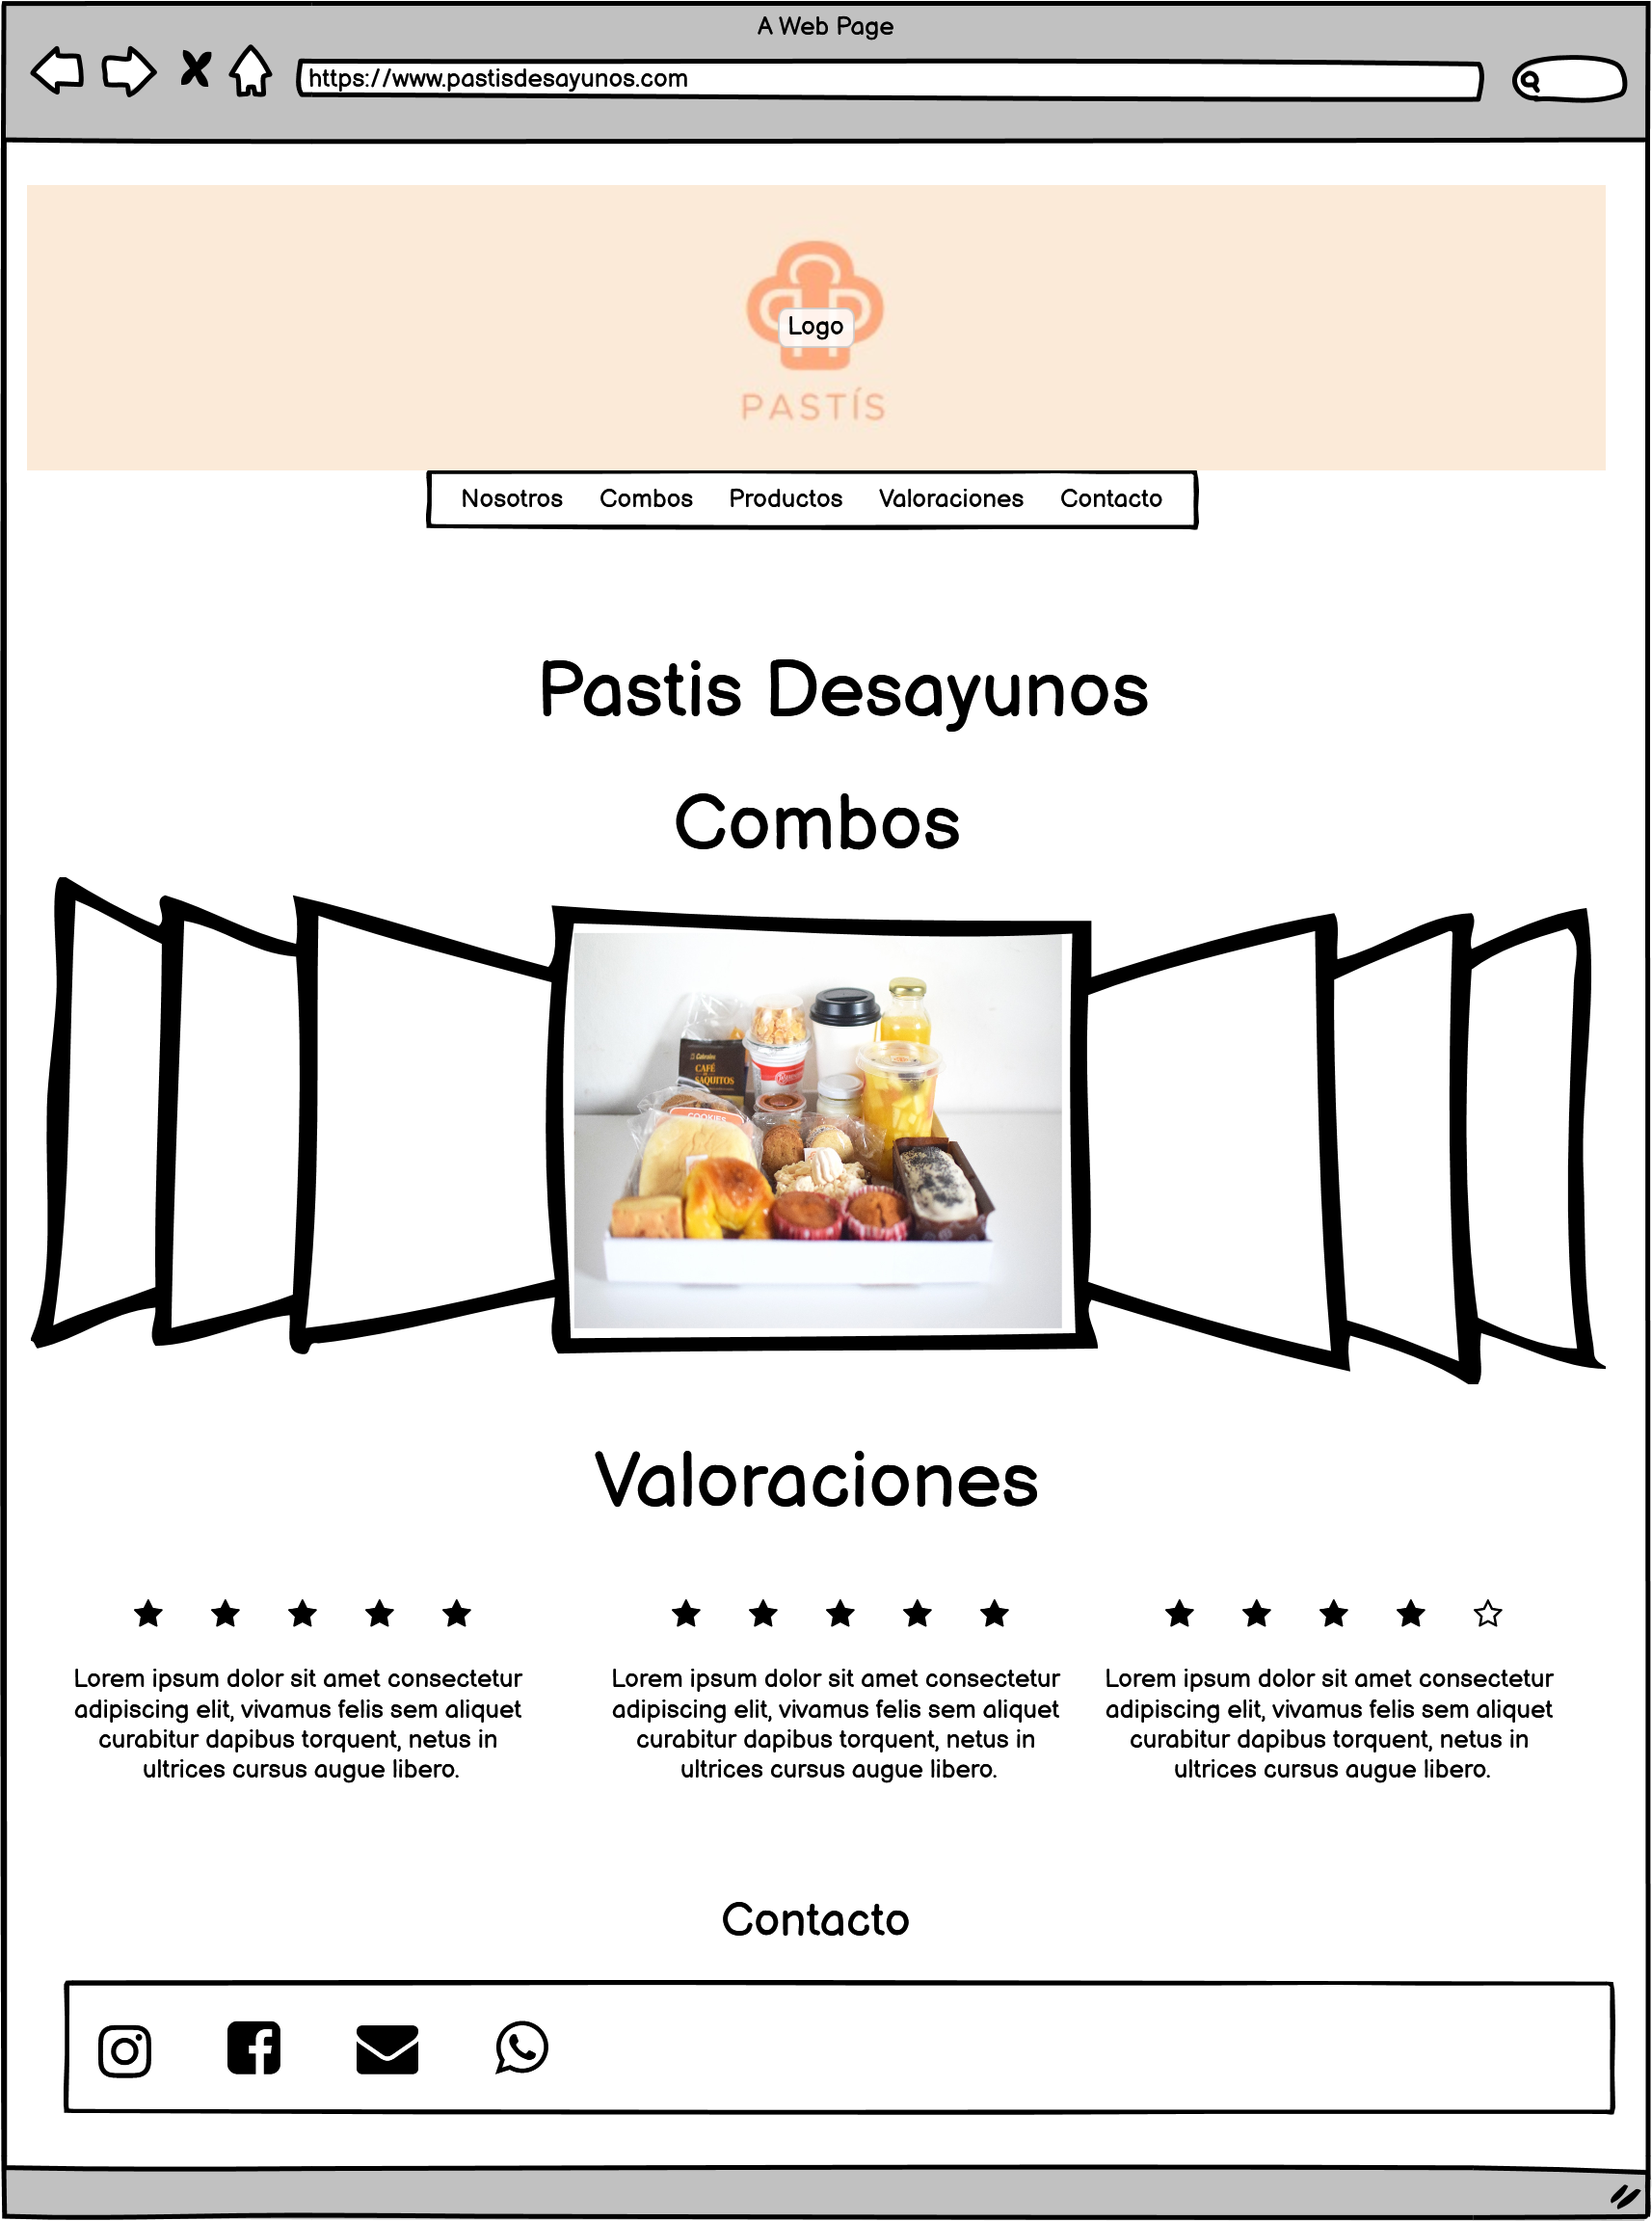 A Web Page
https://www.pastisdesayunos.com
Logo
PASTÍS
Nosotros Combos Productos Valoraciones Contacto
Pastis Desayunos
Combos
CAFÉ
SAQUITOS
COOKIES
Valoraciones
Lorem ipsum dolor sit amet consectetur
adipiscing elit, vivamus felis sem aliquet
curabitur dapibus torquent, netus in
ultrices cursus augue libero.
Lorem ipsum dolor sit amet consectetur
adipiscing elit, vivamus felis sem aliquet
curabitur dapibus torquent, netus in
ultrices cursus augue libero.
Lorem ipsum dolor sit amet consectetur
adipiscing elit, vivamus felis sem aliquet
curabitur dapibus torquent, netus in
ultrices cursus augue libero.
Contacto